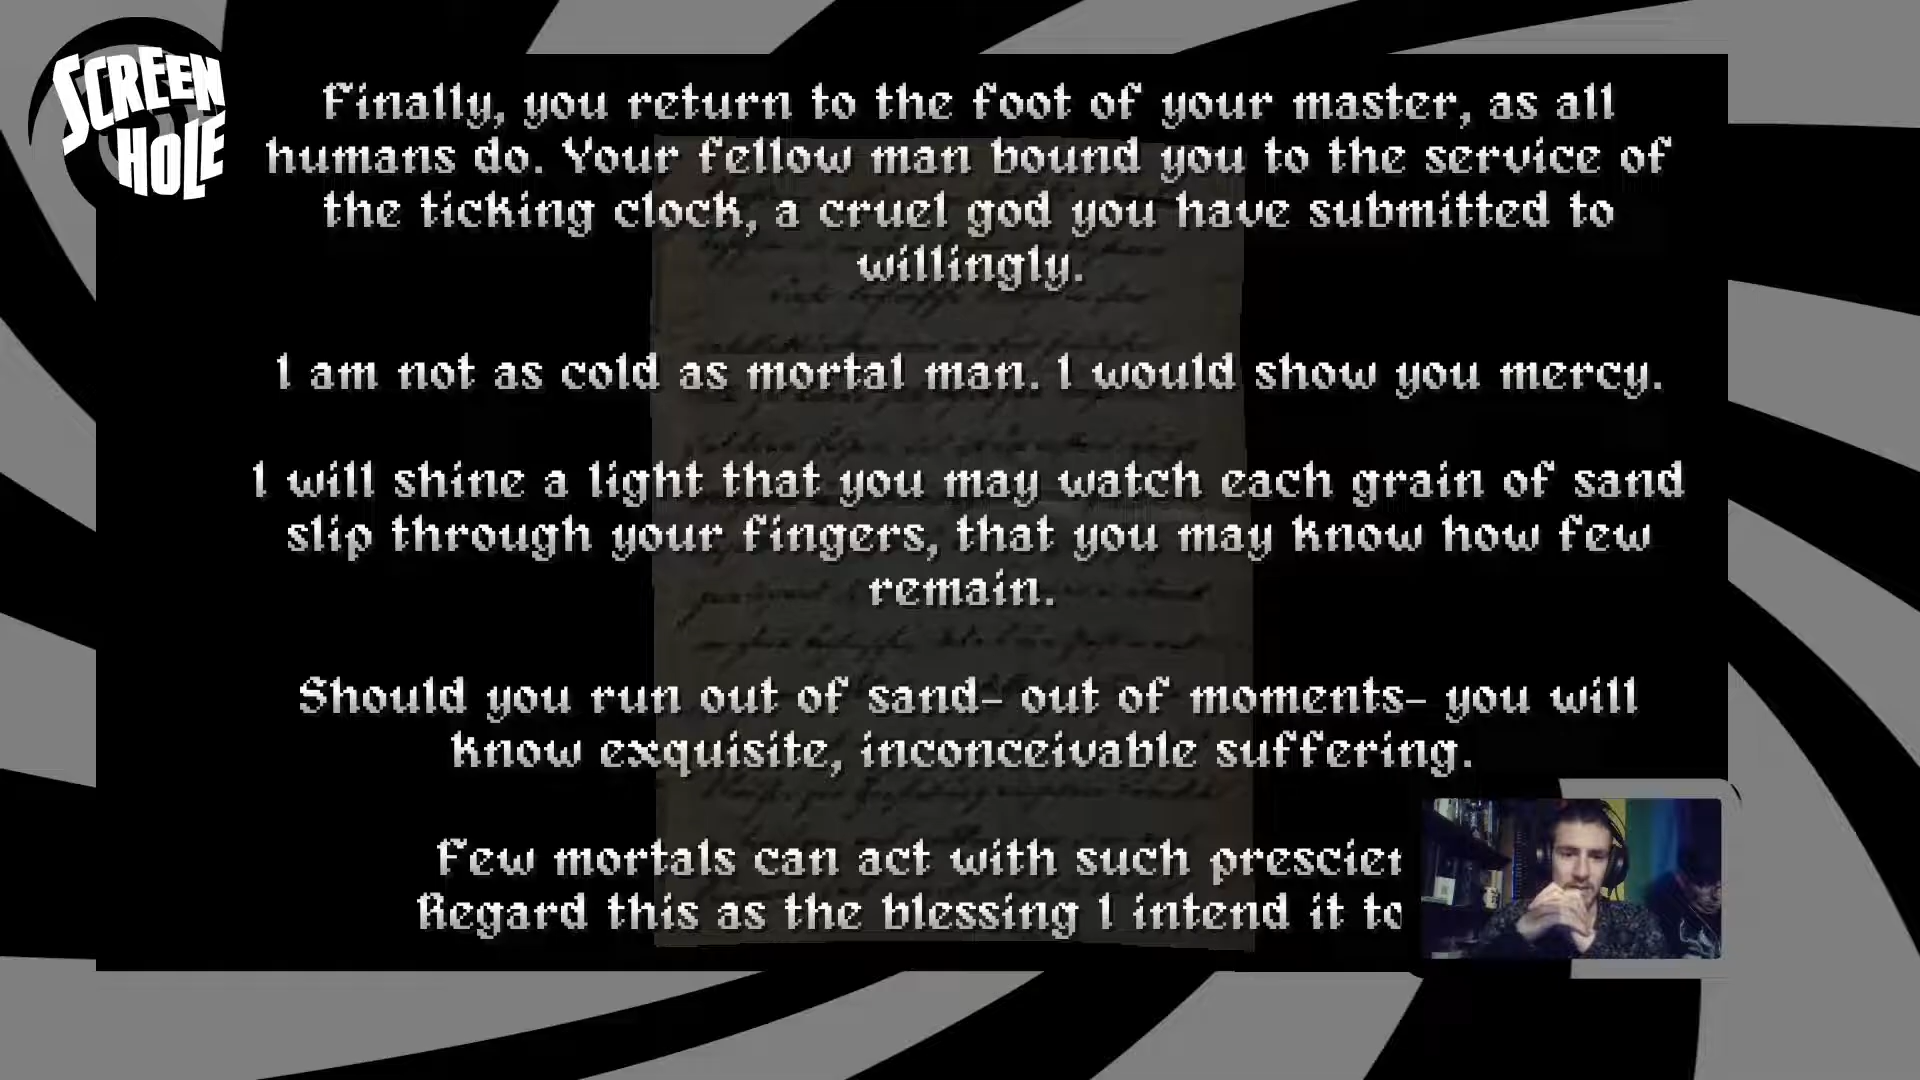 SCREEN
HOLE
Finally, you return to the foot of your master, as all
humans do. Your fellow man bound you to the service of
the ticking clock, a cruel god you have submitted to
willingly.
I am not as cold as mortal man. I would show you mercy.
I will shine a light that you may watch each grain of sand
slip through your fingers, that you may know how few
remain.
Should you run out of sand- out of moments- you will
know exquisite, inconceivable suffering.
Few mortals can act with such
Regard this as the blessing I intend it to